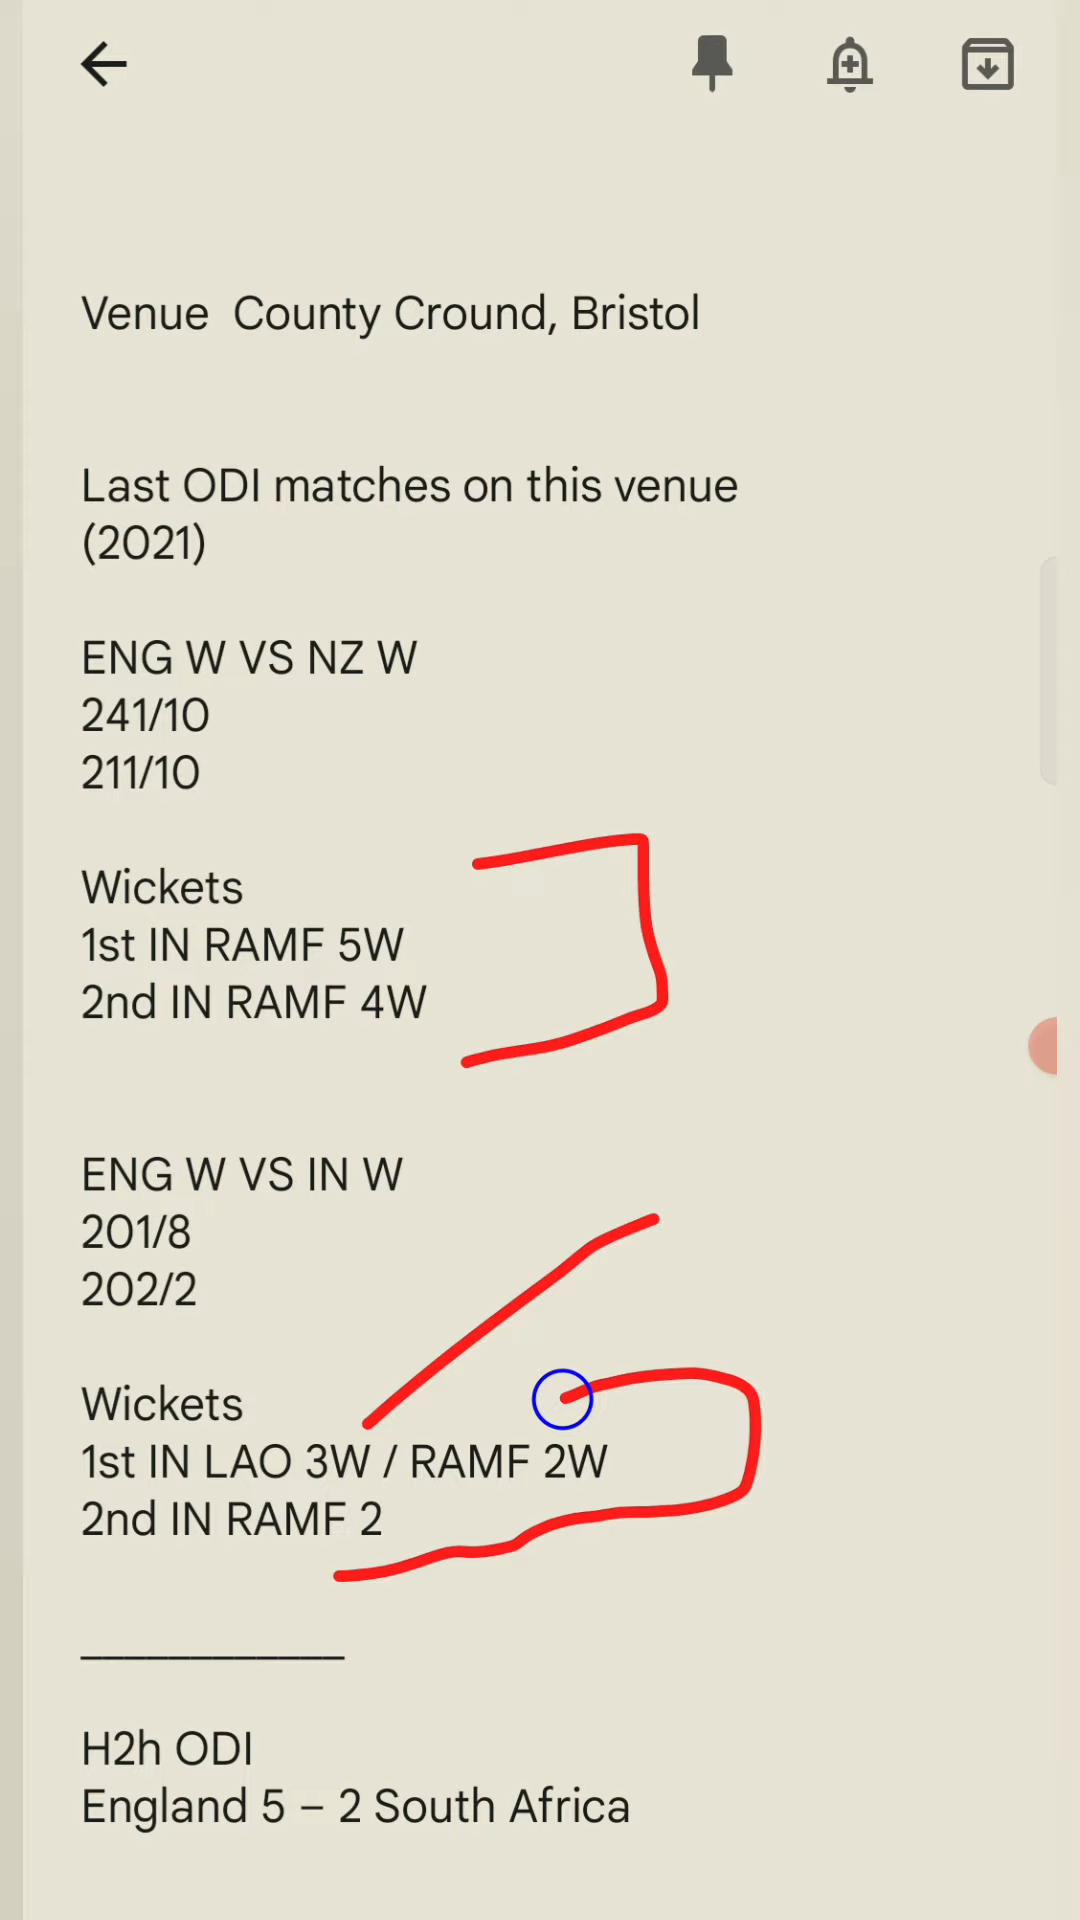 Venue  County Cround, Bristol
Last ODI matches on this venue
(2021)
ENG W VS NZ W
241/10
211/10
Wickets
1st IN RAMF 5W
2nd IN RAMF 4W
ENG W VS IN W
201/8
202/2
Wickets
1st IN LAO 3W / RAMF 2W
2nd IN RAMF 2
____________
H2h ODI
England 5 – 2 South Africa